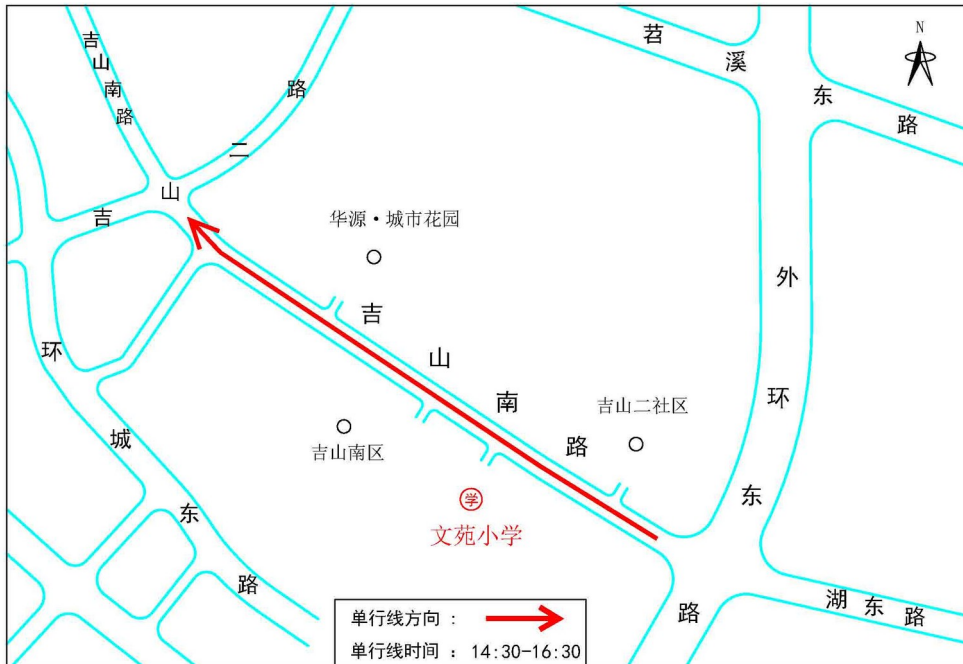 吉山南路
吉山二路
苕溪东路
N
华源·城市花园
吉山南路
外环东路
环城东路
吉山南区
吉山二社区
学
文苑小学
湖东路
单行线方向 :
单行线时间 : 14:30-16:30